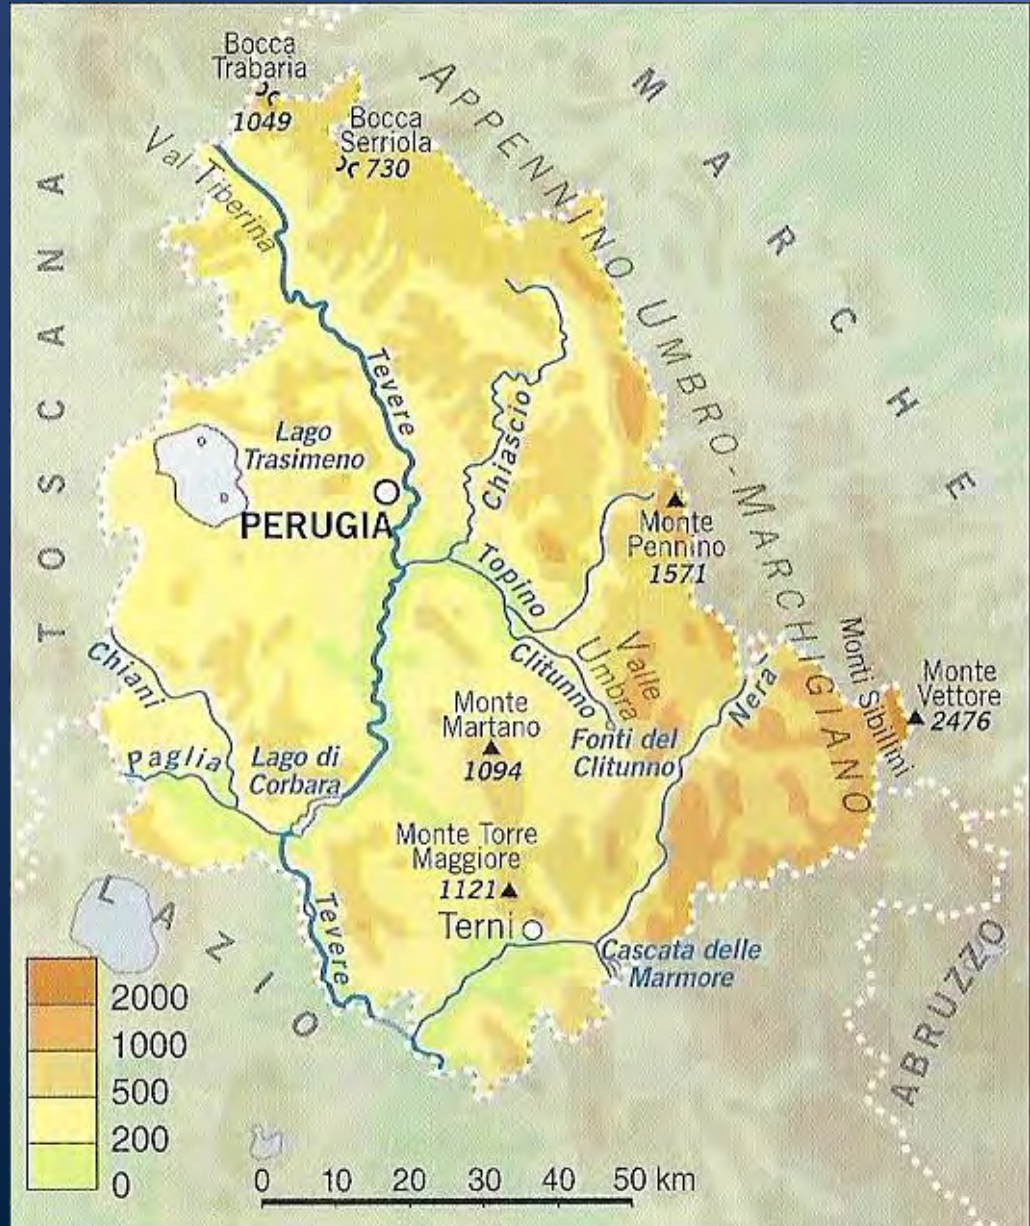 Bocca
Trabaria
1049
Bocca
Serriola
730
APPENNINO UMBRO-MARCHIGIANO
MARCHE
Val Tiberina
TOSCANA
Tevere
Chiascio
Lago
Trasimeno
PERUGIA
Monte
Pennino
1571
Topino
Valle
Umbra
Clitunno
Fonti del
Clitunno
Nera
Monti Sibillini
Monte
Vettore
2476
Chiani
Paglia
Lago di
Corbara
Monte
Martano
1094
Monte Torre
Maggiore
1121
Terni
Tevere
Cascata delle
Marmore
LAZIO
ABRUZZO
2000
1000
500
200
0
0 10 20 30 40 50 km